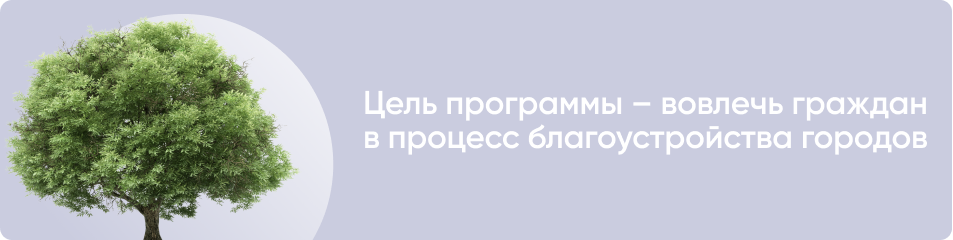 Цель программы – вовлечь граждан
в процесс благоустройства городов